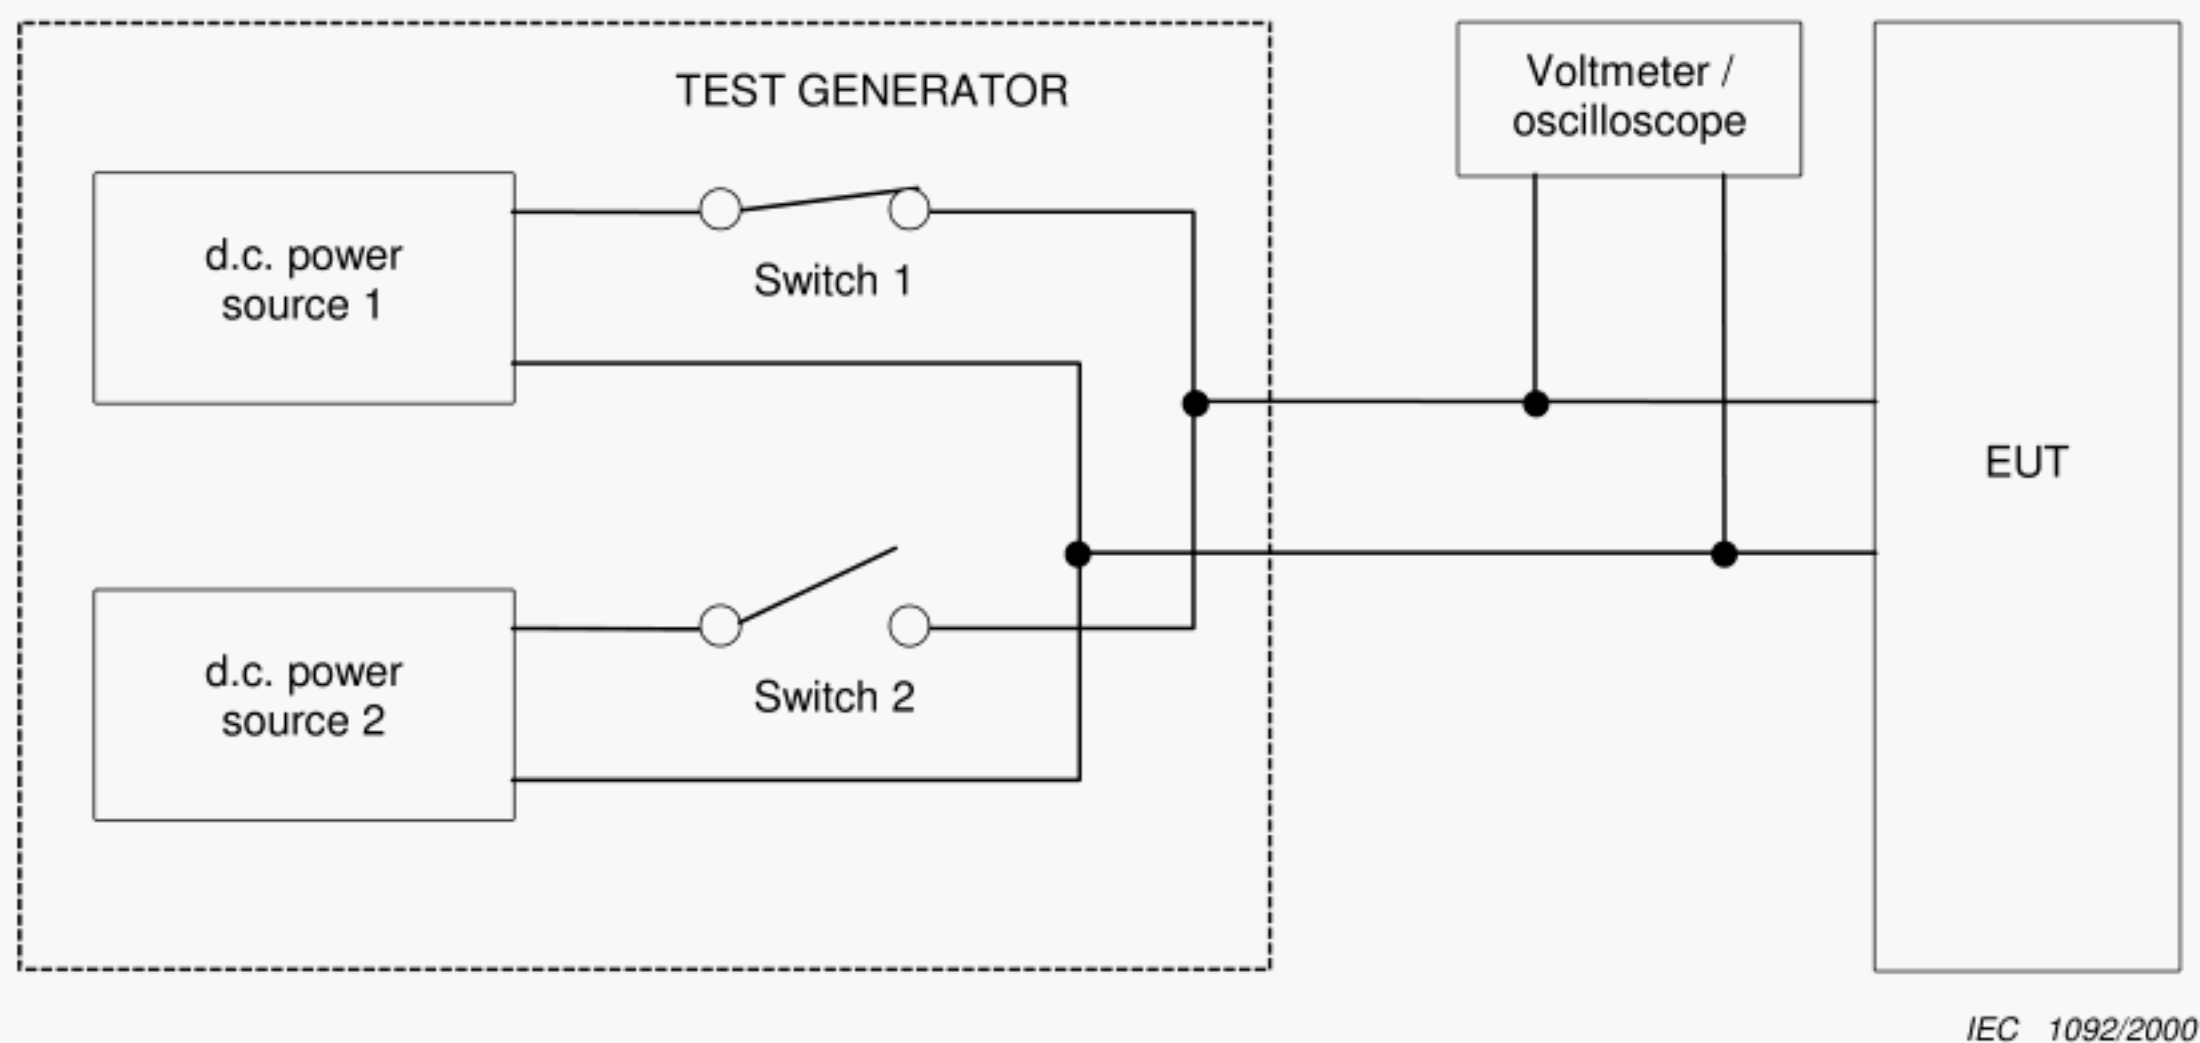 TEST GENERATOR
Voltmeter /
oscilloscope
d.c. power
source 1
Switch 1
EUT
d.c. power
source 2
Switch 2
IEC 1092/2000